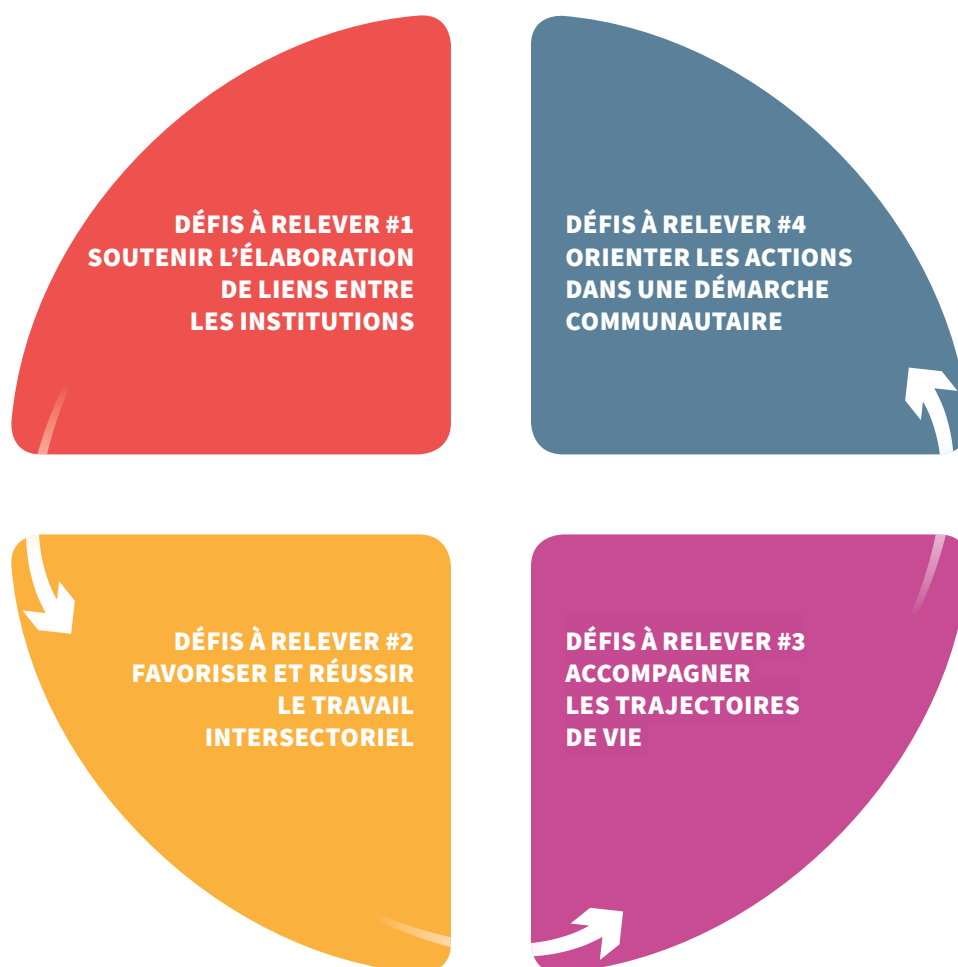 DÉFIS À RELEVER #1
SOUTENIR L’ÉLABORATION
DE LIENS ENTRE
LES INSTITUTIONS
DÉFIS À RELEVER #4
ORIENTER LES ACTIONS
DANS UNE DÉMARCHE
COMMUNAUTAIRE
DÉFIS À RELEVER #2
FAVORISER ET RÉUSSIR
LE TRAVAIL
INTERSECTORIEL
DÉFIS À RELEVER #3
ACCOMPAGNER
LES TRAJECTOIRES
DE VIE